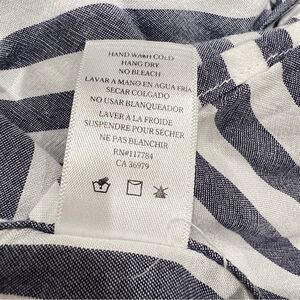 HAND WASH COLD
HANG DRY
NO BLEACH
LAVAR A MANO EN AGUA FRIA
SECAR COLGADO
NO USAR BLANQUEADOR
LAVER À LA FROIDE
SUSPENDRE POUR SÉCHER
NE PAS BLANCHIR
RN#117784
CA 36979